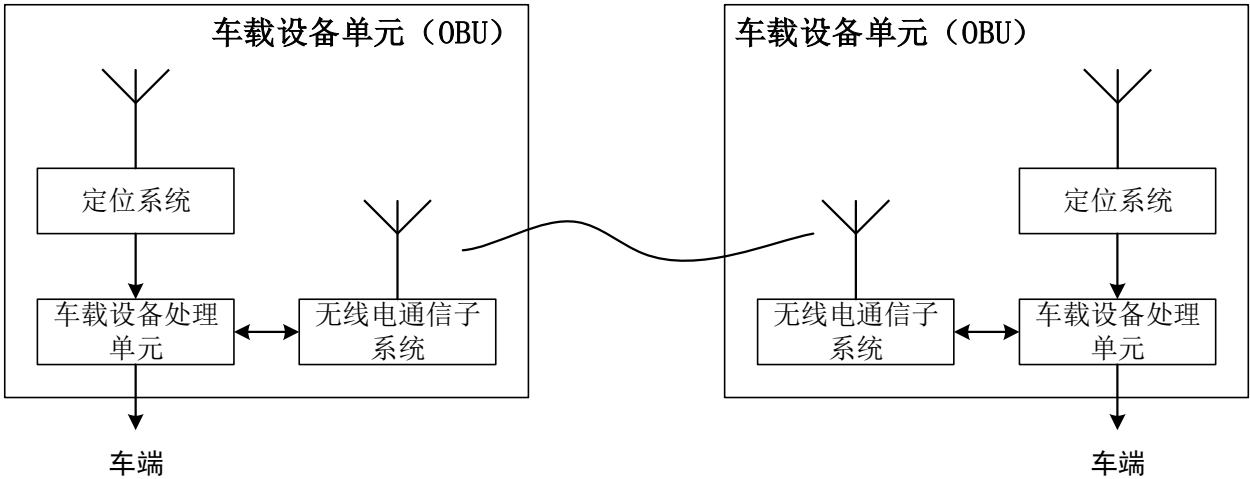 车载设备单元（OBU）
定位系统
车载设备处理
单元
无线电通信子
系统
车端
车载设备单元（OBU）
定位系统
无线电通信子
系统
车载设备处理
单元
车端